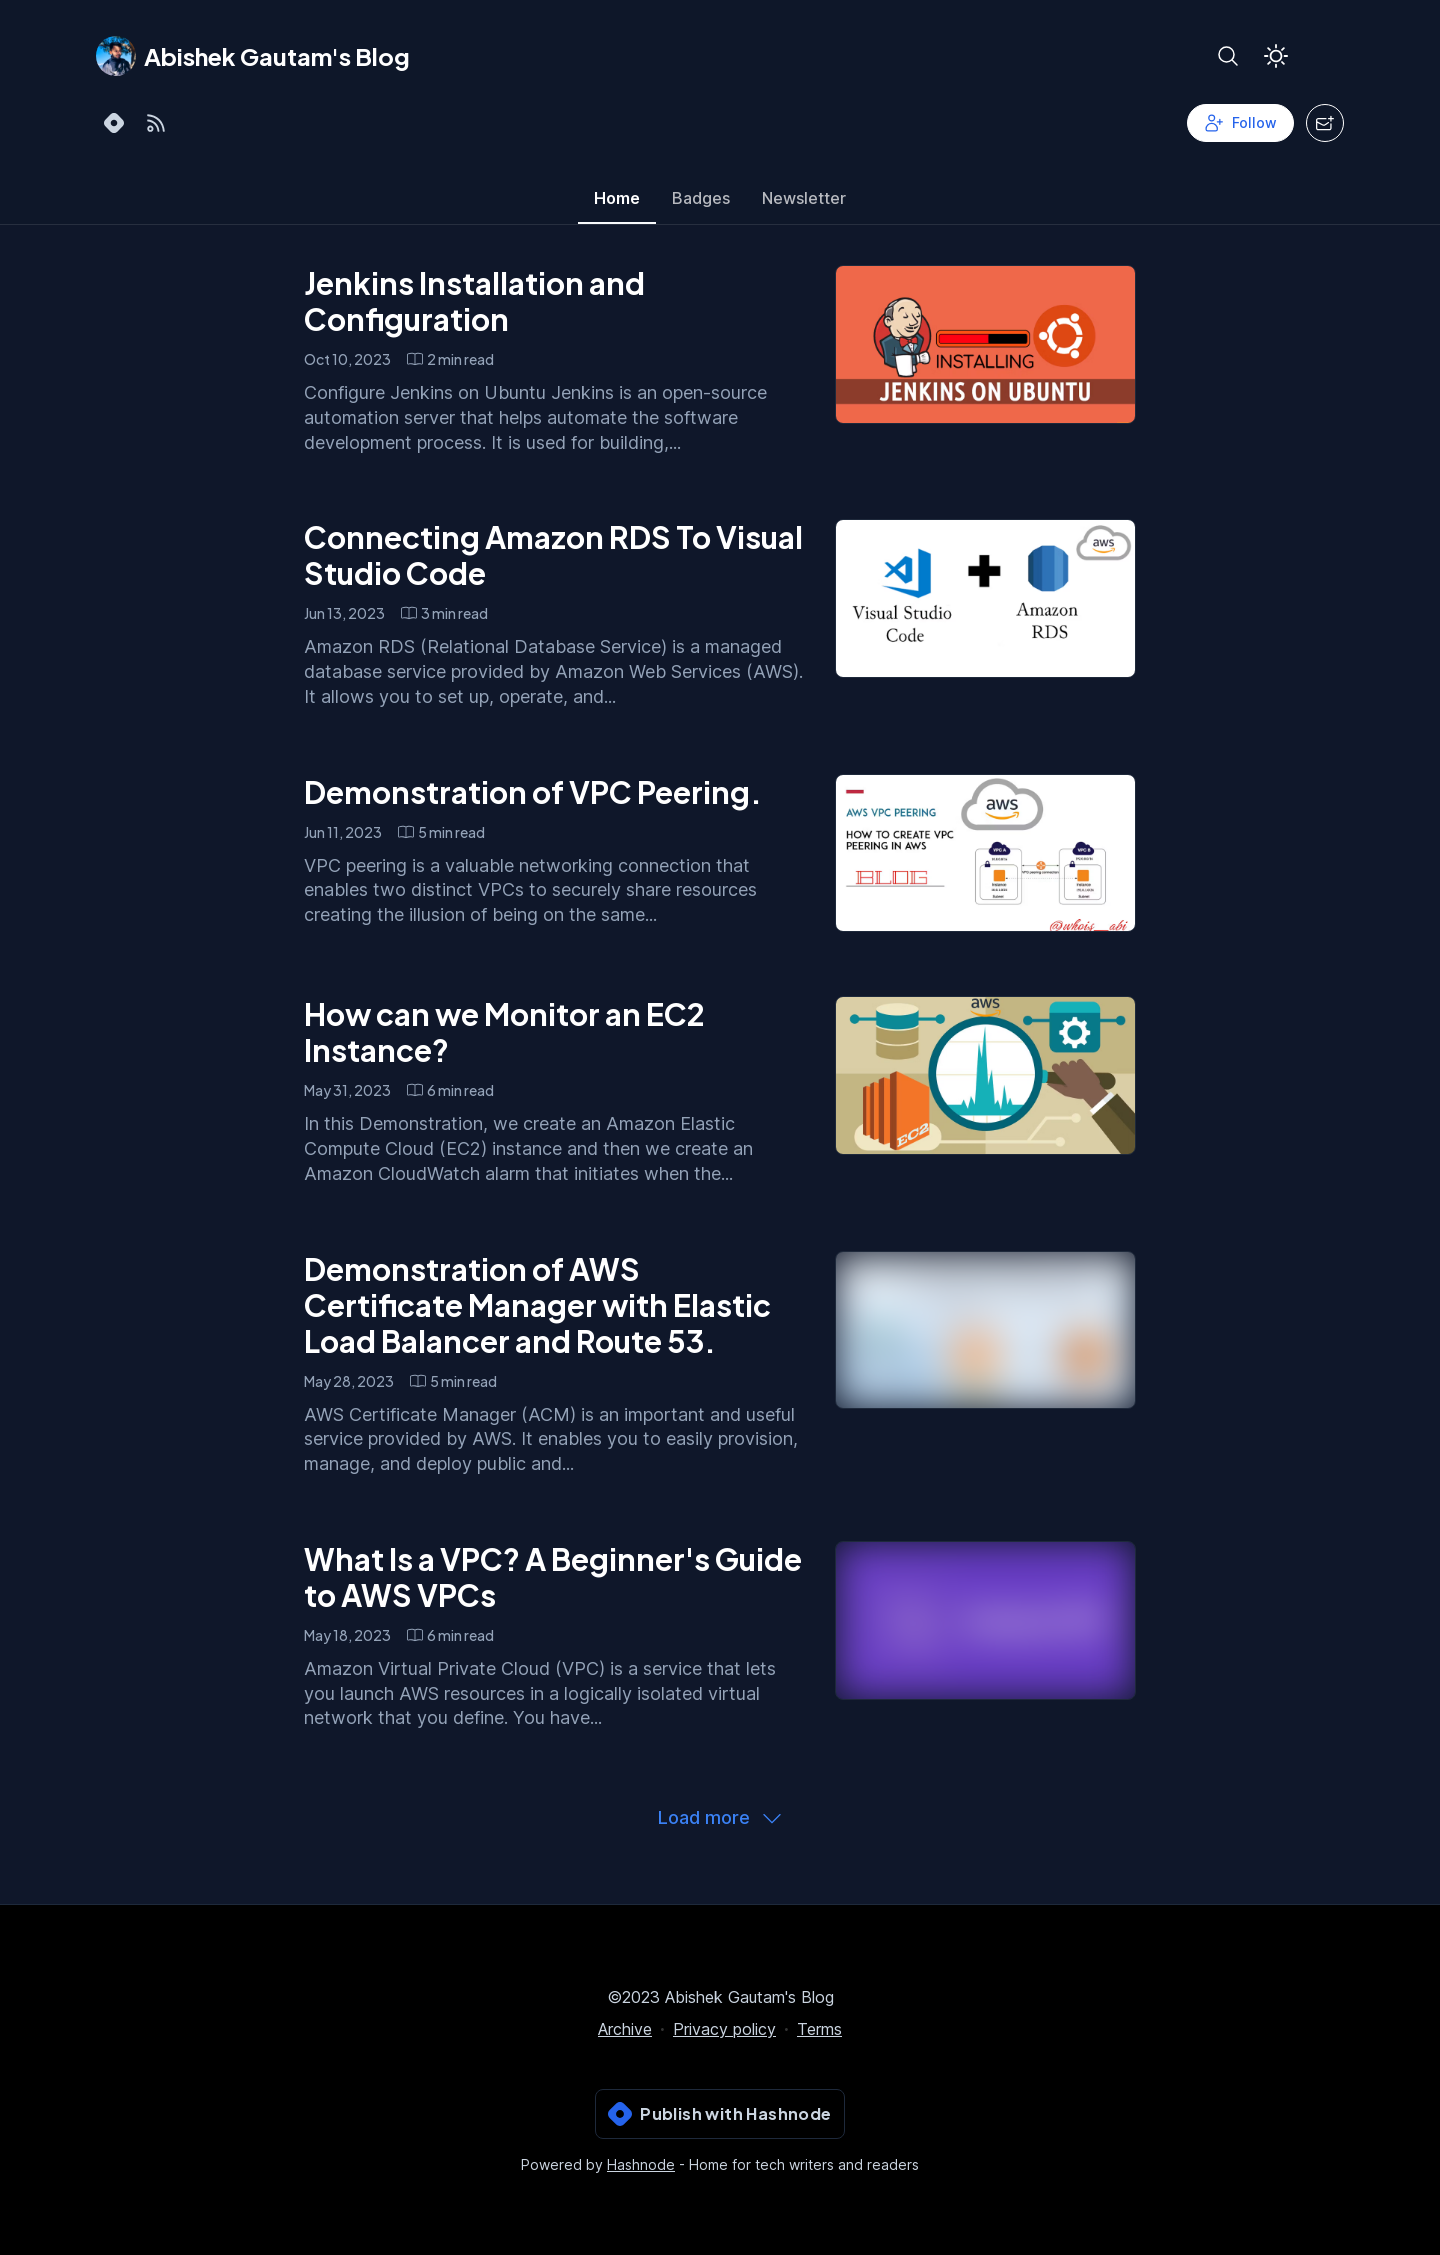 Abishek Gautam's Blog
Follow
Home
Badges
Newsletter
Jenkins Installation and
Configuration
Oct 10, 2023
2 min read
Configure Jenkins on Ubuntu Jenkins is an open-source
automation server that helps automate the software
development process. It is used for building,...
INSTALLING
JENKINS ON UBUNTU
Connecting Amazon RDS To Visual
Studio Code
Jun 13, 2023
3 min read
Amazon RDS (Relational Database Service) is a managed
database service provided by Amazon Web Services (AWS).
It allows you to set up, operate, and...
aws
Visual Studio
Code
Amazon
RDS
Demonstration of VPC Peering.
Jun 11, 2023
5 min read
VPC peering is a valuable networking connection that
enables two distinct VPCs to securely share resources
creating the illusion of being on the same...
aws
AWS VPC PEERING
HOW TO CREATE VPC
PEERING IN AWS
BLOG
VPC A
VPC B
@whois__abi
How can we Monitor an EC2
Instance?
May 31, 2023
6 min read
In this Demonstration, we create an Amazon Elastic
Compute Cloud (EC2) instance and then we create an
Amazon CloudWatch alarm that initiates when the...
aws
EC2
Demonstration of AWS
Certificate Manager with Elastic
Load Balancer and Route 53.
May 28, 2023
5 min read
AWS Certificate Manager (ACM) is an important and useful
service provided by AWS. It enables you to easily provision,
manage, and deploy public and...
What Is a VPC? A Beginner's Guide
to AWS VPCs
May 18, 2023
6 min read
Amazon Virtual Private Cloud (VPC) is a service that lets
you launch AWS resources in a logically isolated virtual
network that you define. You have...
Load more
©2023 Abishek Gautam's Blog
Archive · Privacy policy · Terms
Publish with Hashnode
Powered by Hashnode - Home for tech writers and readers